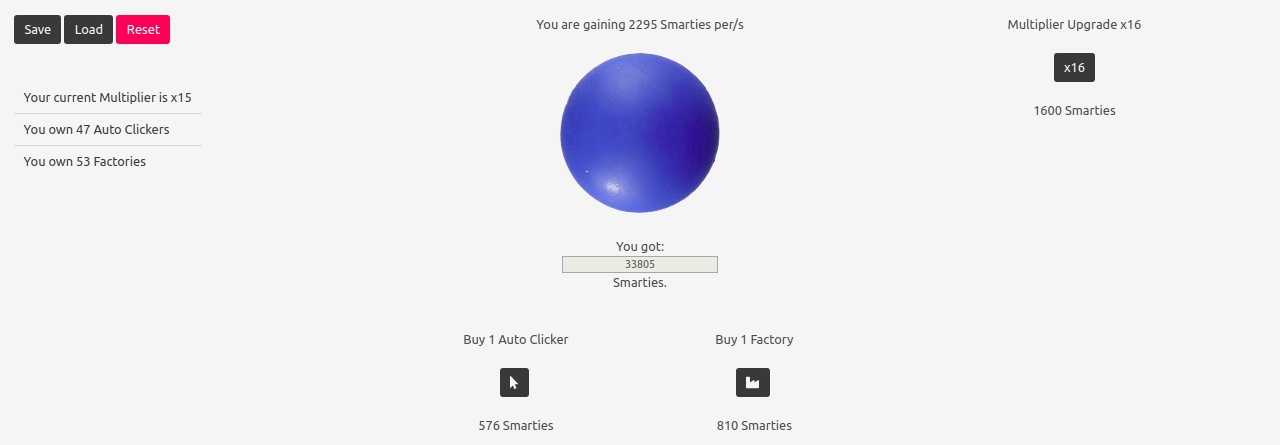 Save Load Reset
You are gaining 2295 Smarties per/s
Multiplier Upgrade x16
x16
1600 Smarties
Your current Multiplier is x15
You own 47 Auto Clickers
You own 53 Factories
You got:
33805
Smarties.
Buy 1 Auto Clicker
576 Smarties
Buy 1 Factory
810 Smarties